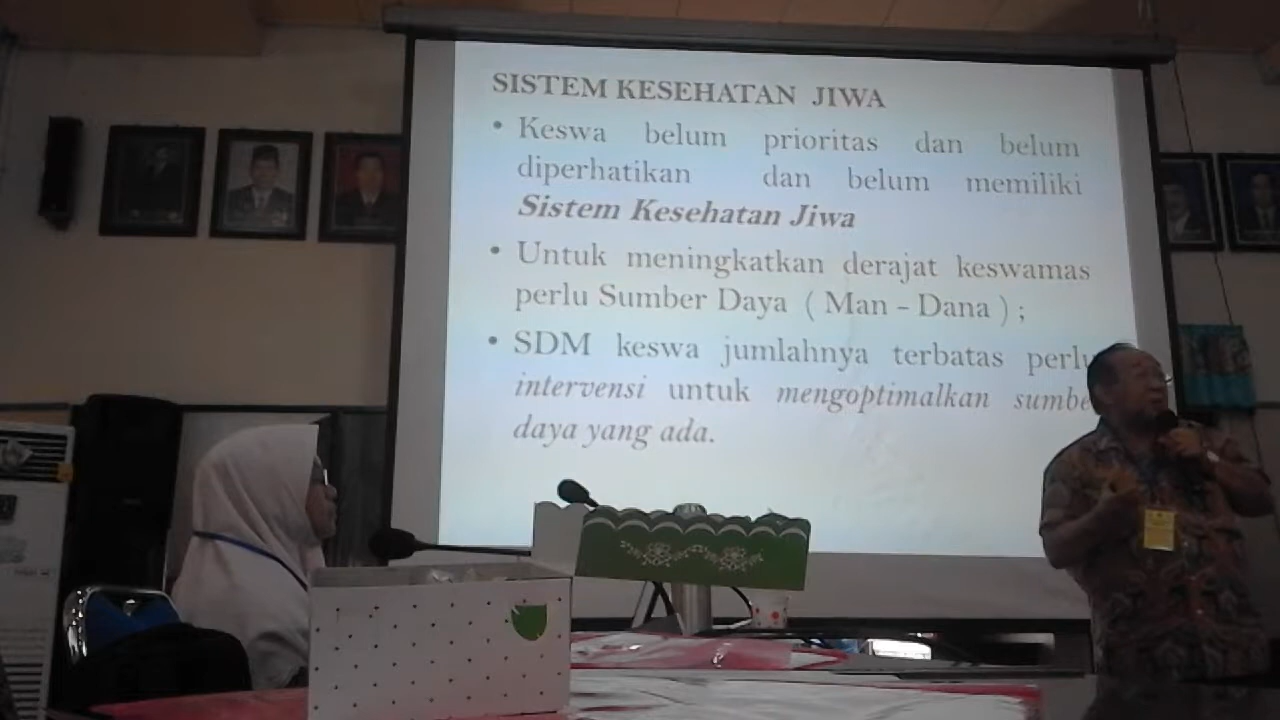 SISTEM KESEHATAN JIWA
• Keswa belum prioritas dan belum
diperhatikan dan belum memiliki
Sistem Kesehatan Jiwa
• Untuk meningkatkan derajat keswamas
perlu Sumber Daya ( Man - Dana ) ;
• SDM keswa jumlahnya terbatas perlu
intervensi untuk mengoptimalkan sumbe
daya yang ada.